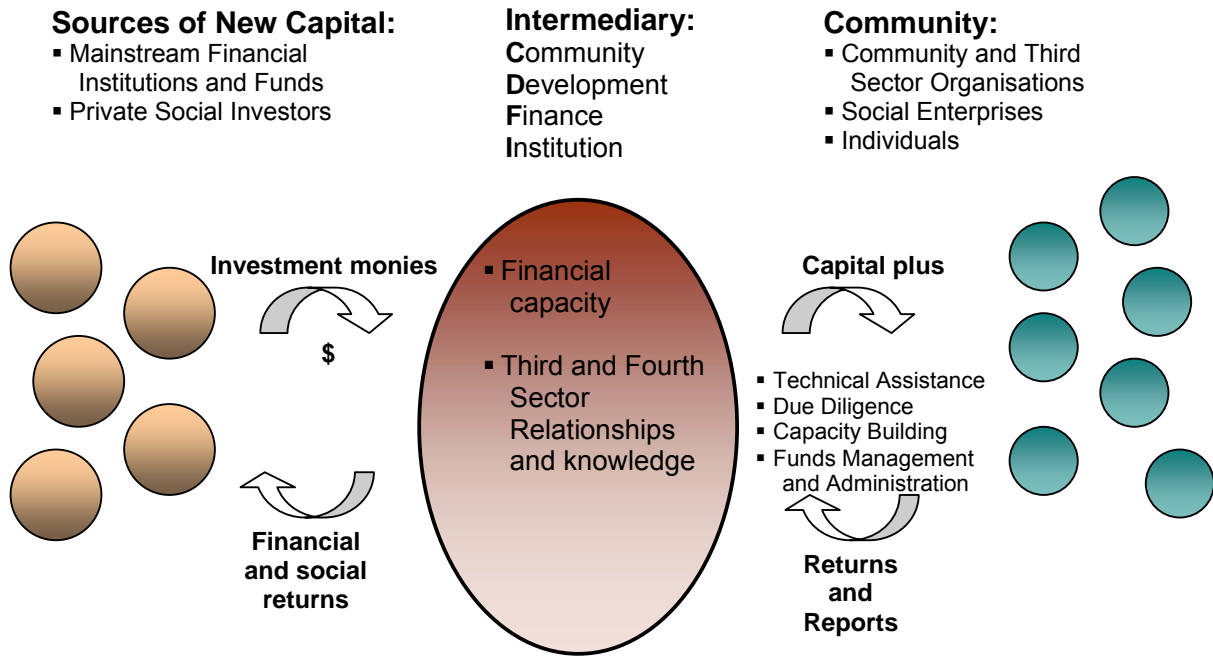 Sources of New Capital:
▪ Mainstream Financial
Institutions and Funds
▪ Private Social Investors
Intermediary:
Community
Development
Finance
Institution
Community:
▪ Community and Third
Sector Organisations
▪ Social Enterprises
▪ Individuals
Investment monies
$
Financial
and social
returns
▪ Financial
capacity
▪ Third and Fourth
Sector
Relationships
and knowledge
Capital plus
▪ Technical Assistance
▪ Due Diligence
▪ Capacity Building
▪ Funds Management
and Administration
Returns
and
Reports